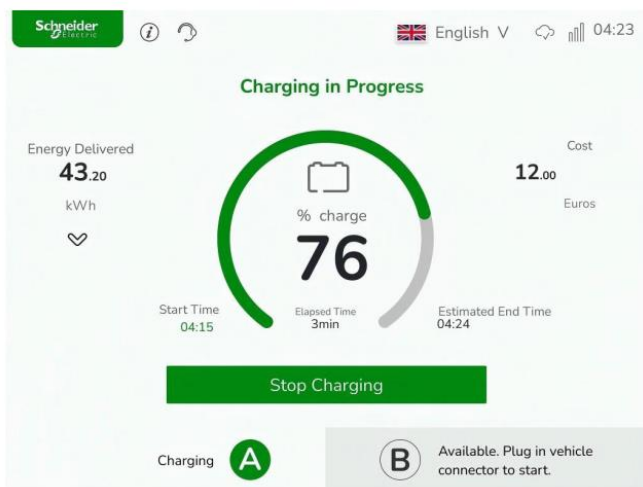 Schneider
Electric
i
English V
04:23
Charging in Progress
Energy Delivered
43.20
kWh
% charge
76
Cost
12.00
Euros
Start Time
04:15
Elapsed Time
3min
Estimated End Time
04:24
Stop Charging
Charging A
B
Available. Plug in vehicle
connector to start.